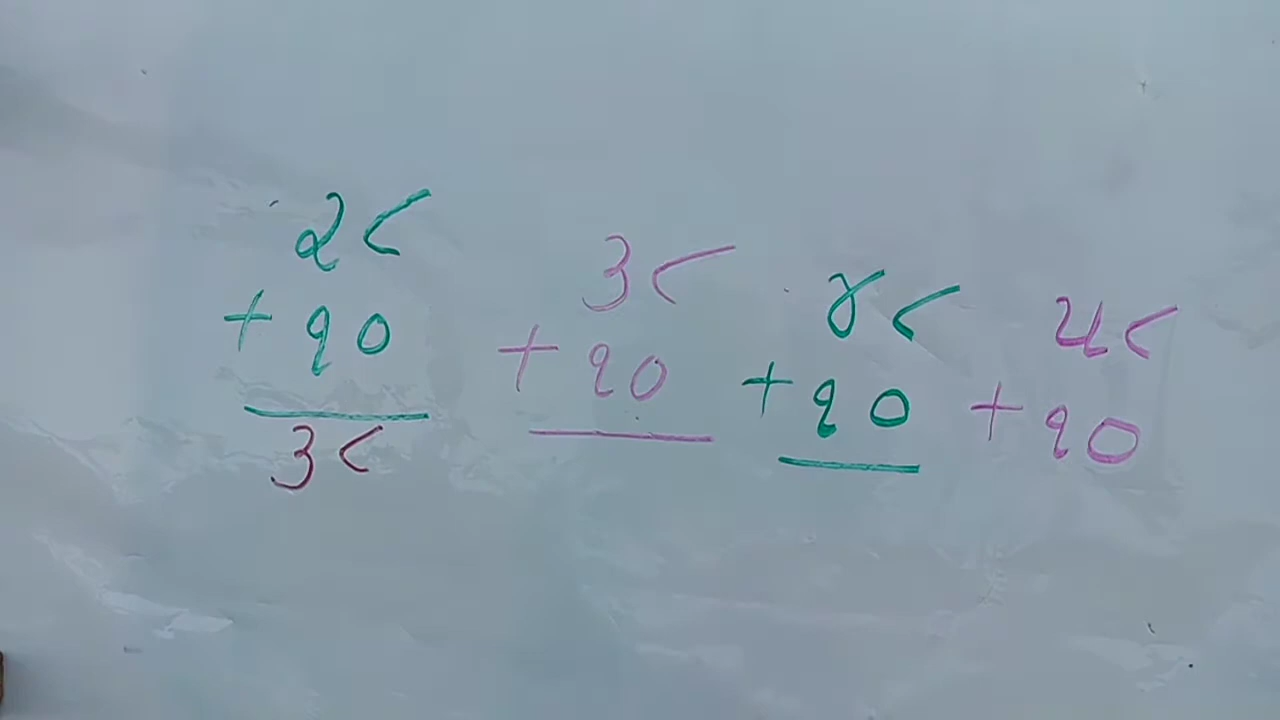 २८ ३८ ४८ ५८
+ १० + १० + १० + १०
३८